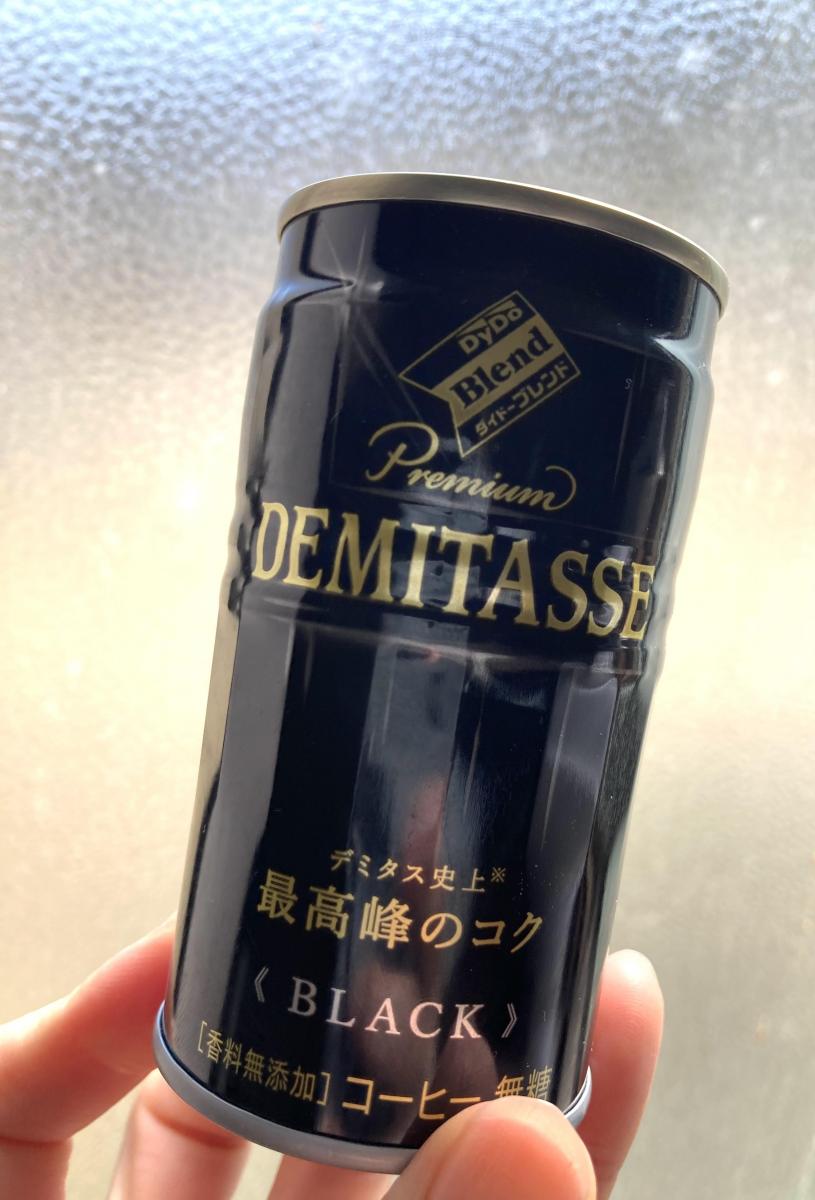 DyDo
Blend
ダイドーブレンド
Premium
DEMITASSE
デミタス史上※
最高峰のコク
《BLACK》
[香料無添加] コーヒー 無糖